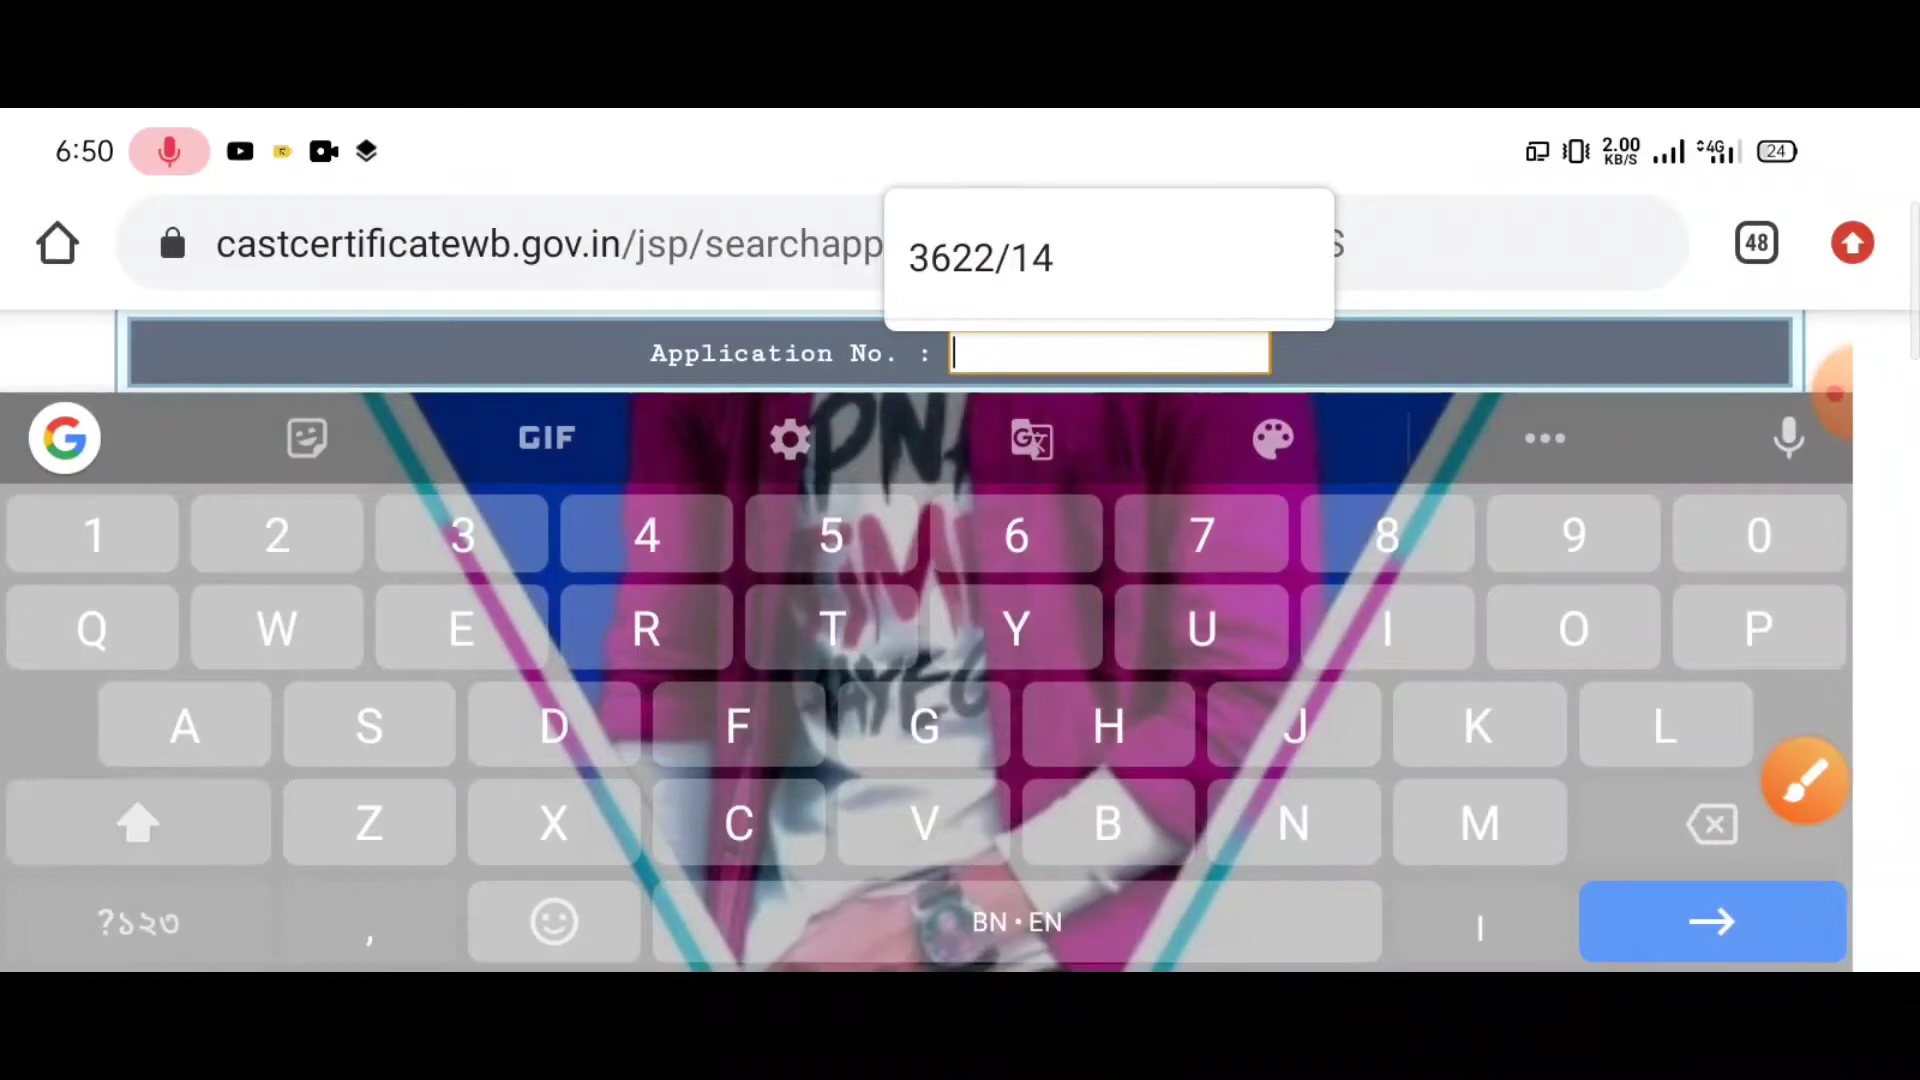 6:50
2.00
KB/S
4G
24
castcertificatewb.gov.in/jsp/searchapp
48
3622/14
Application No. :
GIF
1 2 3 4 5 6 7 8 9 0
Q W E R T Y U I O P
A S D F G H J K L
Z X C V B N M
?১২৩ , BN • EN ।